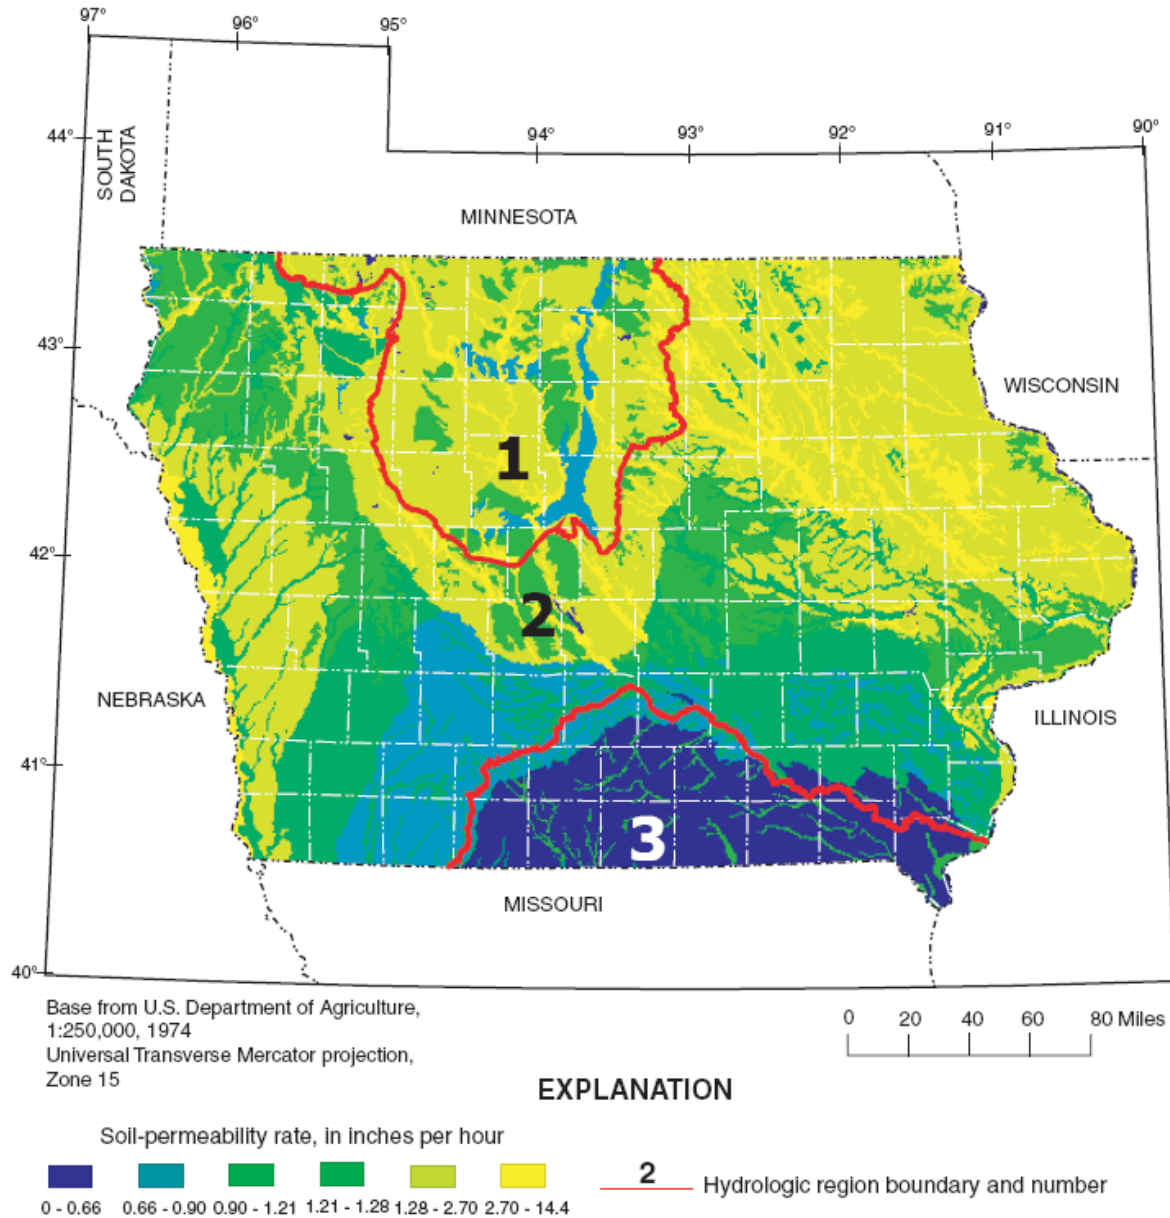 97°
96°
95°
44°
SOUTH
DAKOTA
94°
93°
92°
91°
90°
MINNESOTA
43°
WISCONSIN
1
42°
2
NEBRASKA
ILLINOIS
41°
3
MISSOURI
40°
Base from U.S. Department of Agriculture,
1:250,000, 1974
Universal Transverse Mercator projection,
Zone 15
0 20 40 60 80 Miles
EXPLANATION
Soil-permeability rate, in inches per hour
0 - 0.66 0.66 - 0.90 0.90 - 1.21 1.21 - 1.28 1.28 - 2.70 2.70 - 14.4
2 Hydrologic region boundary and number